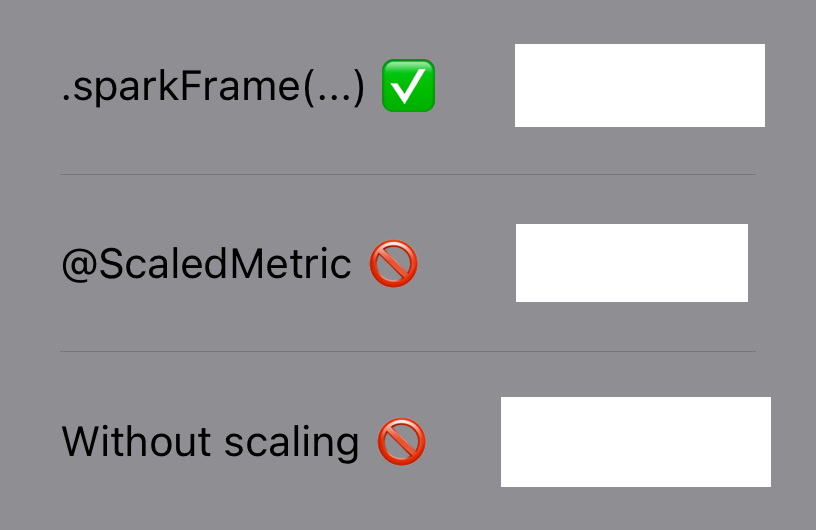 .sparkFrame(...) ✅
@ScaledMetric 🚫
Without scaling 🚫